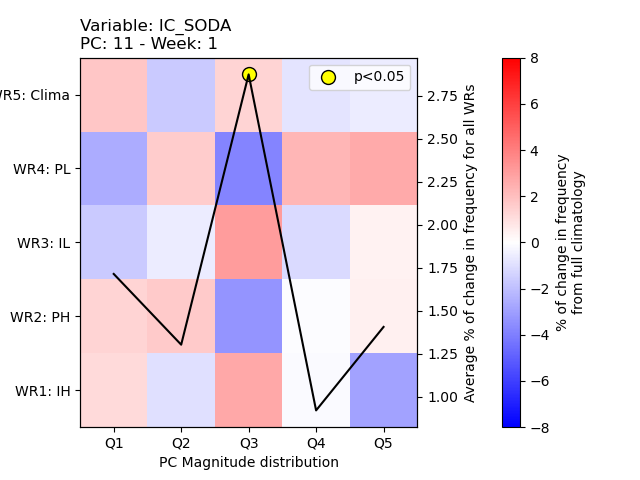 Variable: IC_SODA
PC: 11 - Week: 1
p<0.05
WR5: Clima
WR4: PL
WR3: IL
WR2: PH
WR1: IH
Q1 Q2 Q3 Q4 Q5
PC Magnitude distribution
2.75
2.50
2.25
2.00
1.75
1.50
1.25
1.00
Average % of change in frequency for all WRs
8
6
4
2
0
−2
−4
−6
−8
% of change in frequency
from full climatology